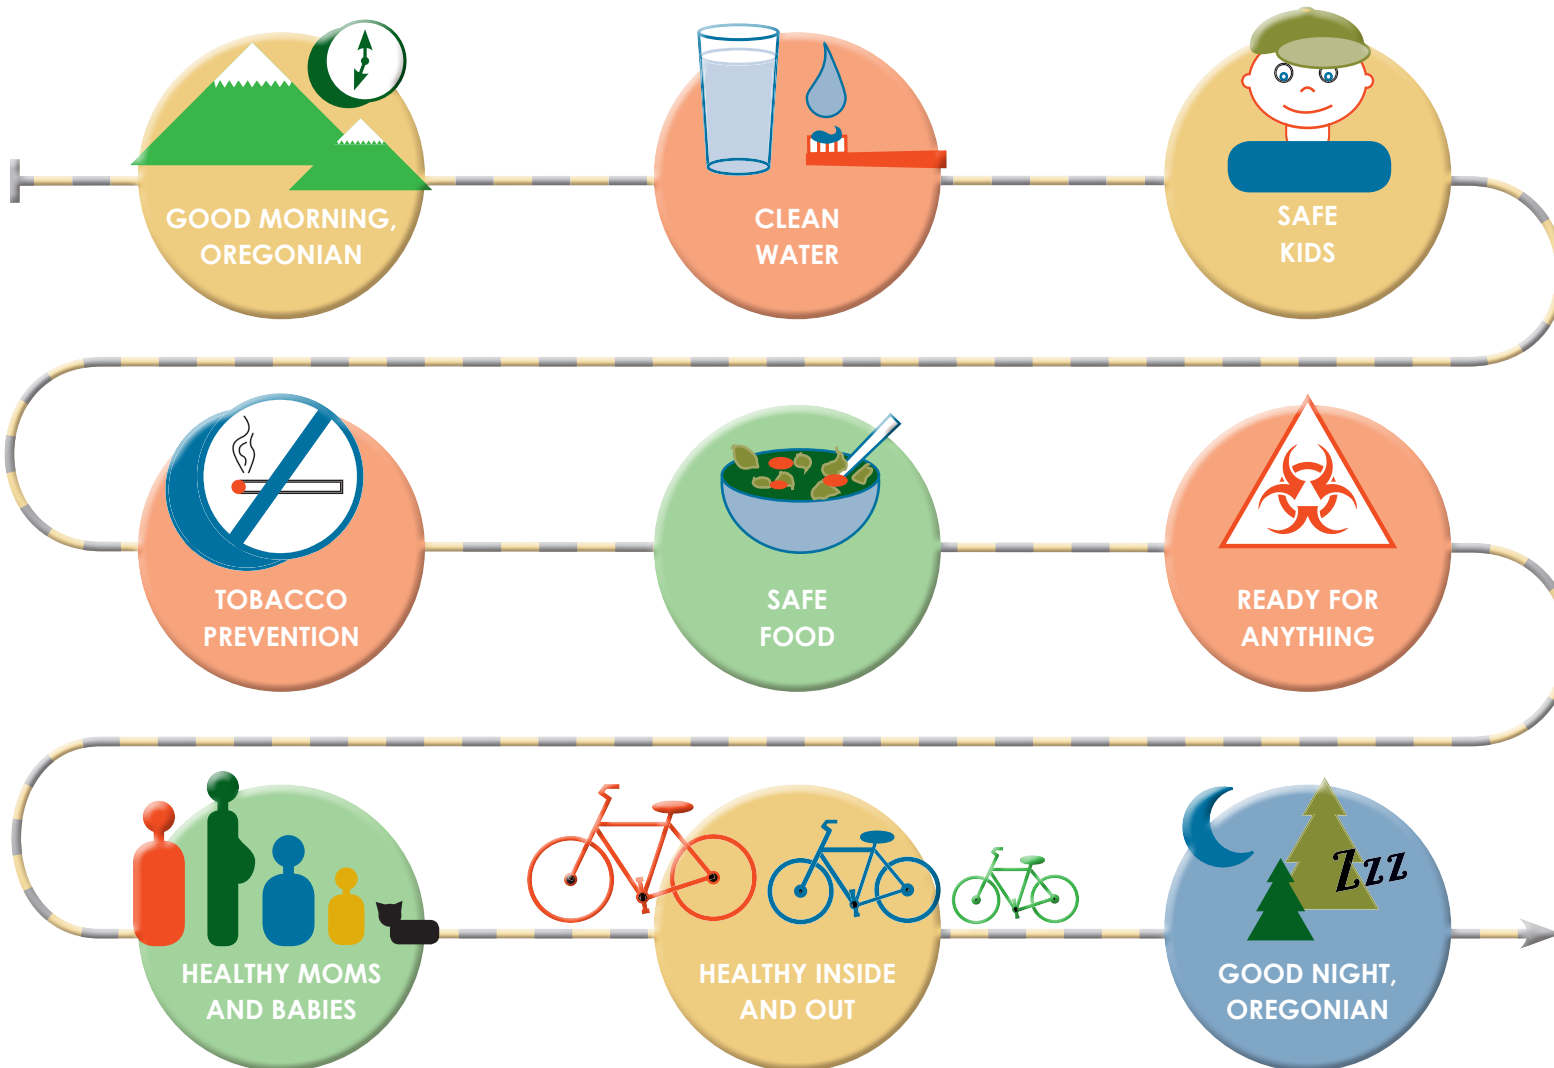 GOOD MORNING,
OREGONIAN
CLEAN
WATER
SAFE
KIDS
TOBACCO
PREVENTION
SAFE
FOOD
READY FOR
ANYTHING
HEALTHY MOMS
AND BABIES
HEALTHY INSIDE
AND OUT
Zzz
GOOD NIGHT,
OREGONIAN